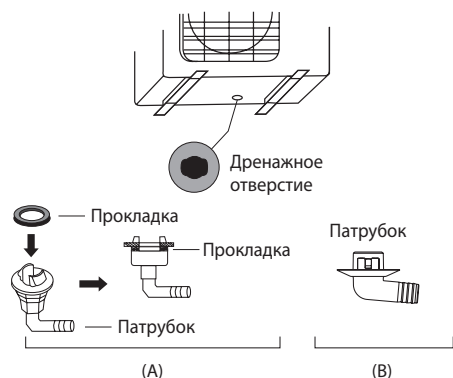 Дренажное
отверстие
Прокладка
Прокладка
Патрубок
Патрубок
(A)
(B)